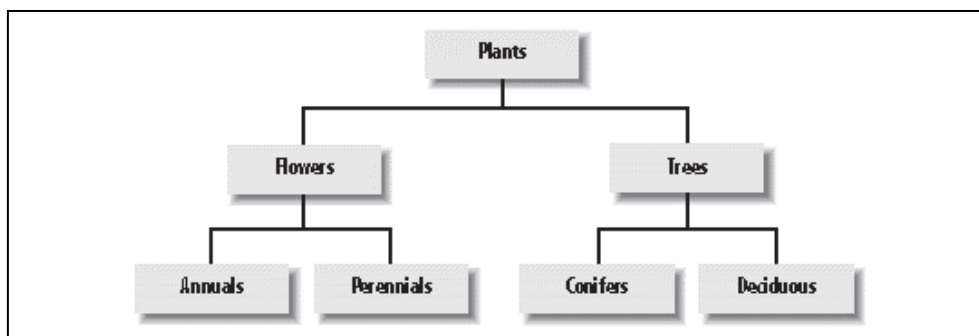 Plants
Flowers
Trees
Annuals
Perennials
Conifers
Deciduous